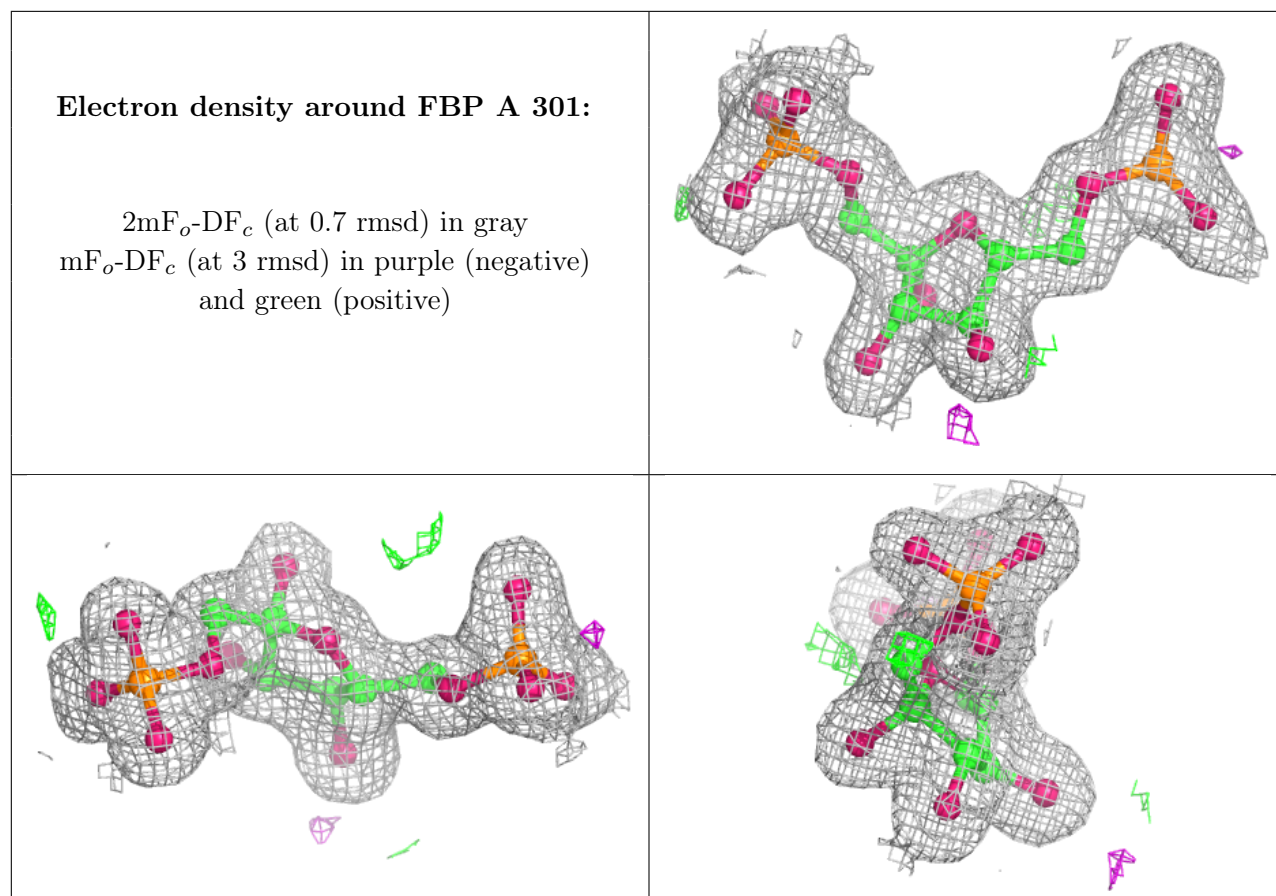 Electron density around FBP A 301:
2mFo-DFc (at 0.7 rmsd) in gray
mFo-DFc (at 3 rmsd) in purple (negative)
and green (positive)